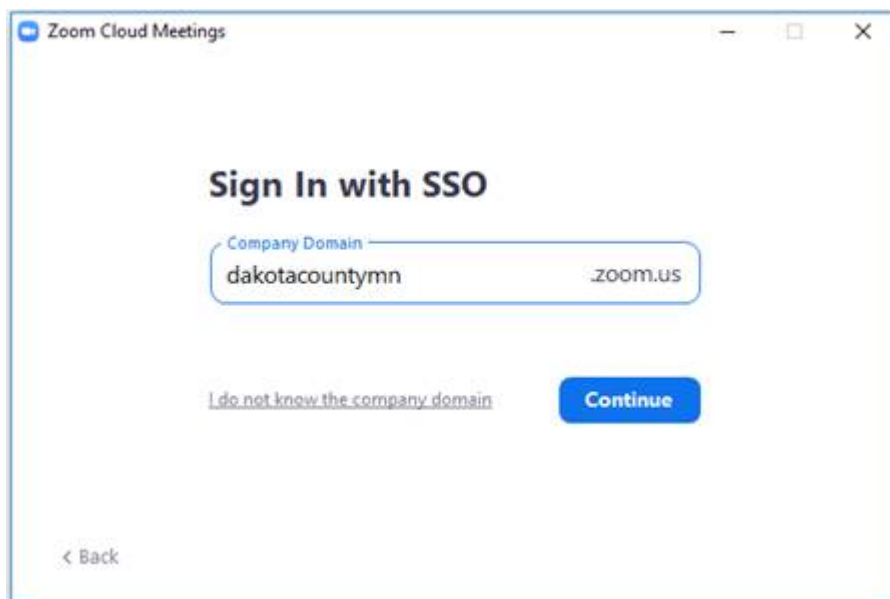 Zoom Cloud Meetings
Sign In with SSO
Company Domain
dakotacountymn .zoom.us
I do not know the company domain
Continue
< Back